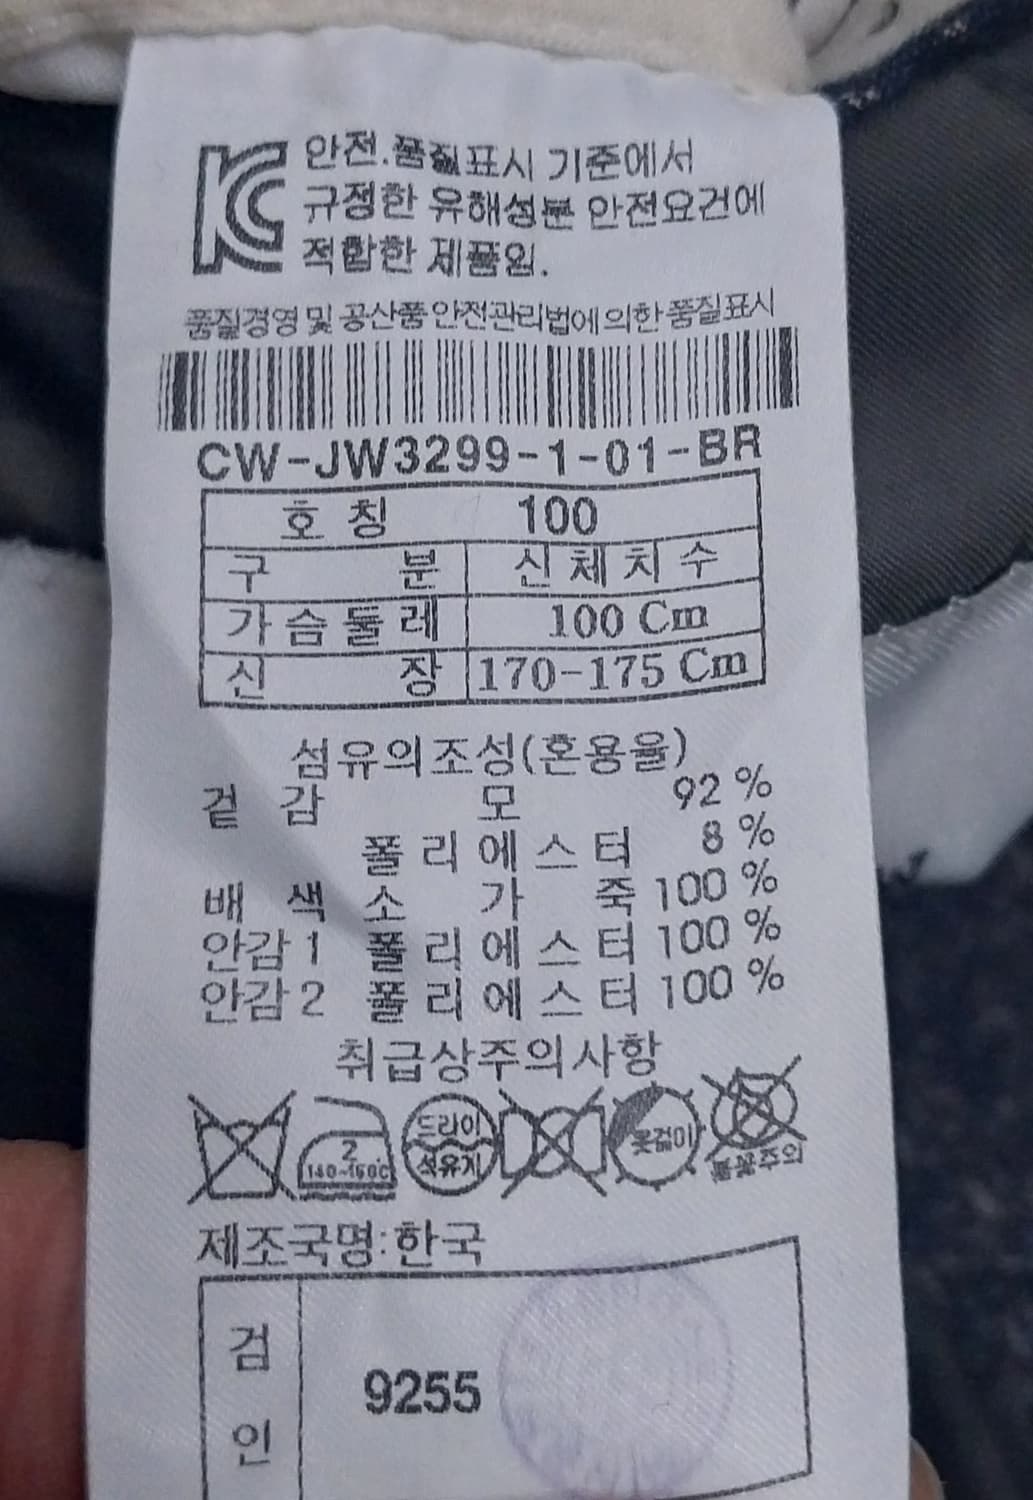 안전.품질표시 기준에서
규정한 유해성분 안전요건에
적합한 제품임.
품질경영 및 공산품안전관리법에의한 품질표시
CW-JW3299-1-01-BR
호 칭 100
구 분 신체치수
가슴둘레 100 Cm
신 장 170-175 Cm
섬유의조성(혼용율)
겉 감 모 92 %
폴리에스터 8 %
배 색 소 가 죽 100 %
안감1 폴리에스터 100 %
안감2 폴리에스터 100 %
취급상주의사항
2
140-160C
드라이
석유계
옷걸이
불꽃주의
제조국명:한국
검인 9255